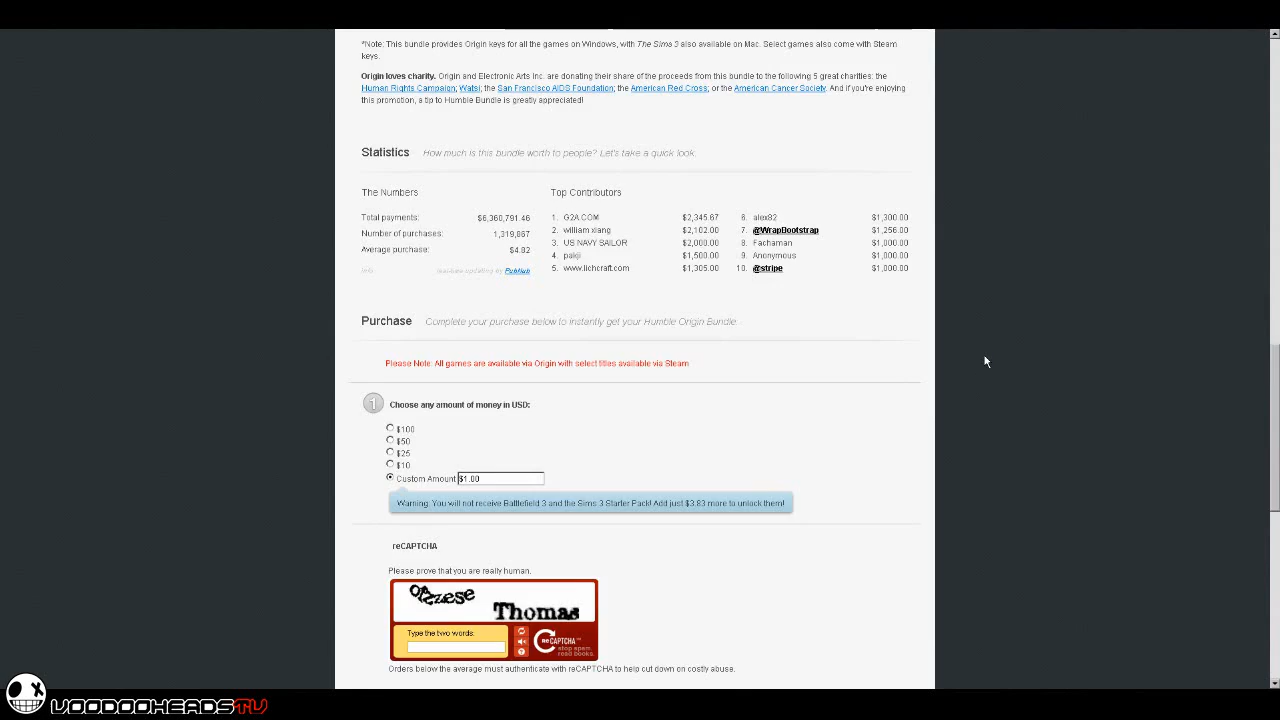 *Note: This bundle provides Origin keys for all the games on Windows, with The Sims 3 also available on Mac. Select games also come with Steam
keys.
Origin loves charity. Origin and Electronic Arts Inc. are donating their share of the proceeds from this bundle to the following 5 great charities: the
Human Rights Campaign; Watsi; the San Francisco AIDS Foundation; the American Red Cross; or the American Cancer Society. And if you're enjoying
this promotion, a tip to Humble Bundle is greatly appreciated!
Statistics How much is this bundle worth to people? Let's take a quick look.
The Numbers
Total payments: $6,360,791.46
Number of purchases: 1,319,867
Average purchase: $4.82
info real-time updating by PubNub
Top Contributors
1. G2A.COM $2,345.67
2. william xiang $2,102.00
3. US NAVY SAILOR $2,000.00
4. pakji $1,500.00
5. www.lichcraft.com $1,305.00
6. alex82 $1,300.00
7. @WrapBootstrap $1,256.00
8. Fachaman $1,000.00
9. Anonymous $1,000.00
10. @stripe $1,000.00
Purchase Complete your purchase below to instantly get your Humble Origin Bundle.
Please Note: All games are available via Origin with select titles available via Steam
1 Choose any amount of money in USD:
$100
$50
$25
$10
Custom Amount $1.00
Warning: You will not receive Battlefield 3 and the Sims 3 Starter Pack! Add just $3.83 more to unlock them!
reCAPTCHA
Please prove that you are really human.
Thomas
Type the two words:
reCAPTCHA™
stop spam.
read books.
Orders below the average must authenticate with reCAPTCHA to help cut down on costly abuse.
VOODOOHEADSTV